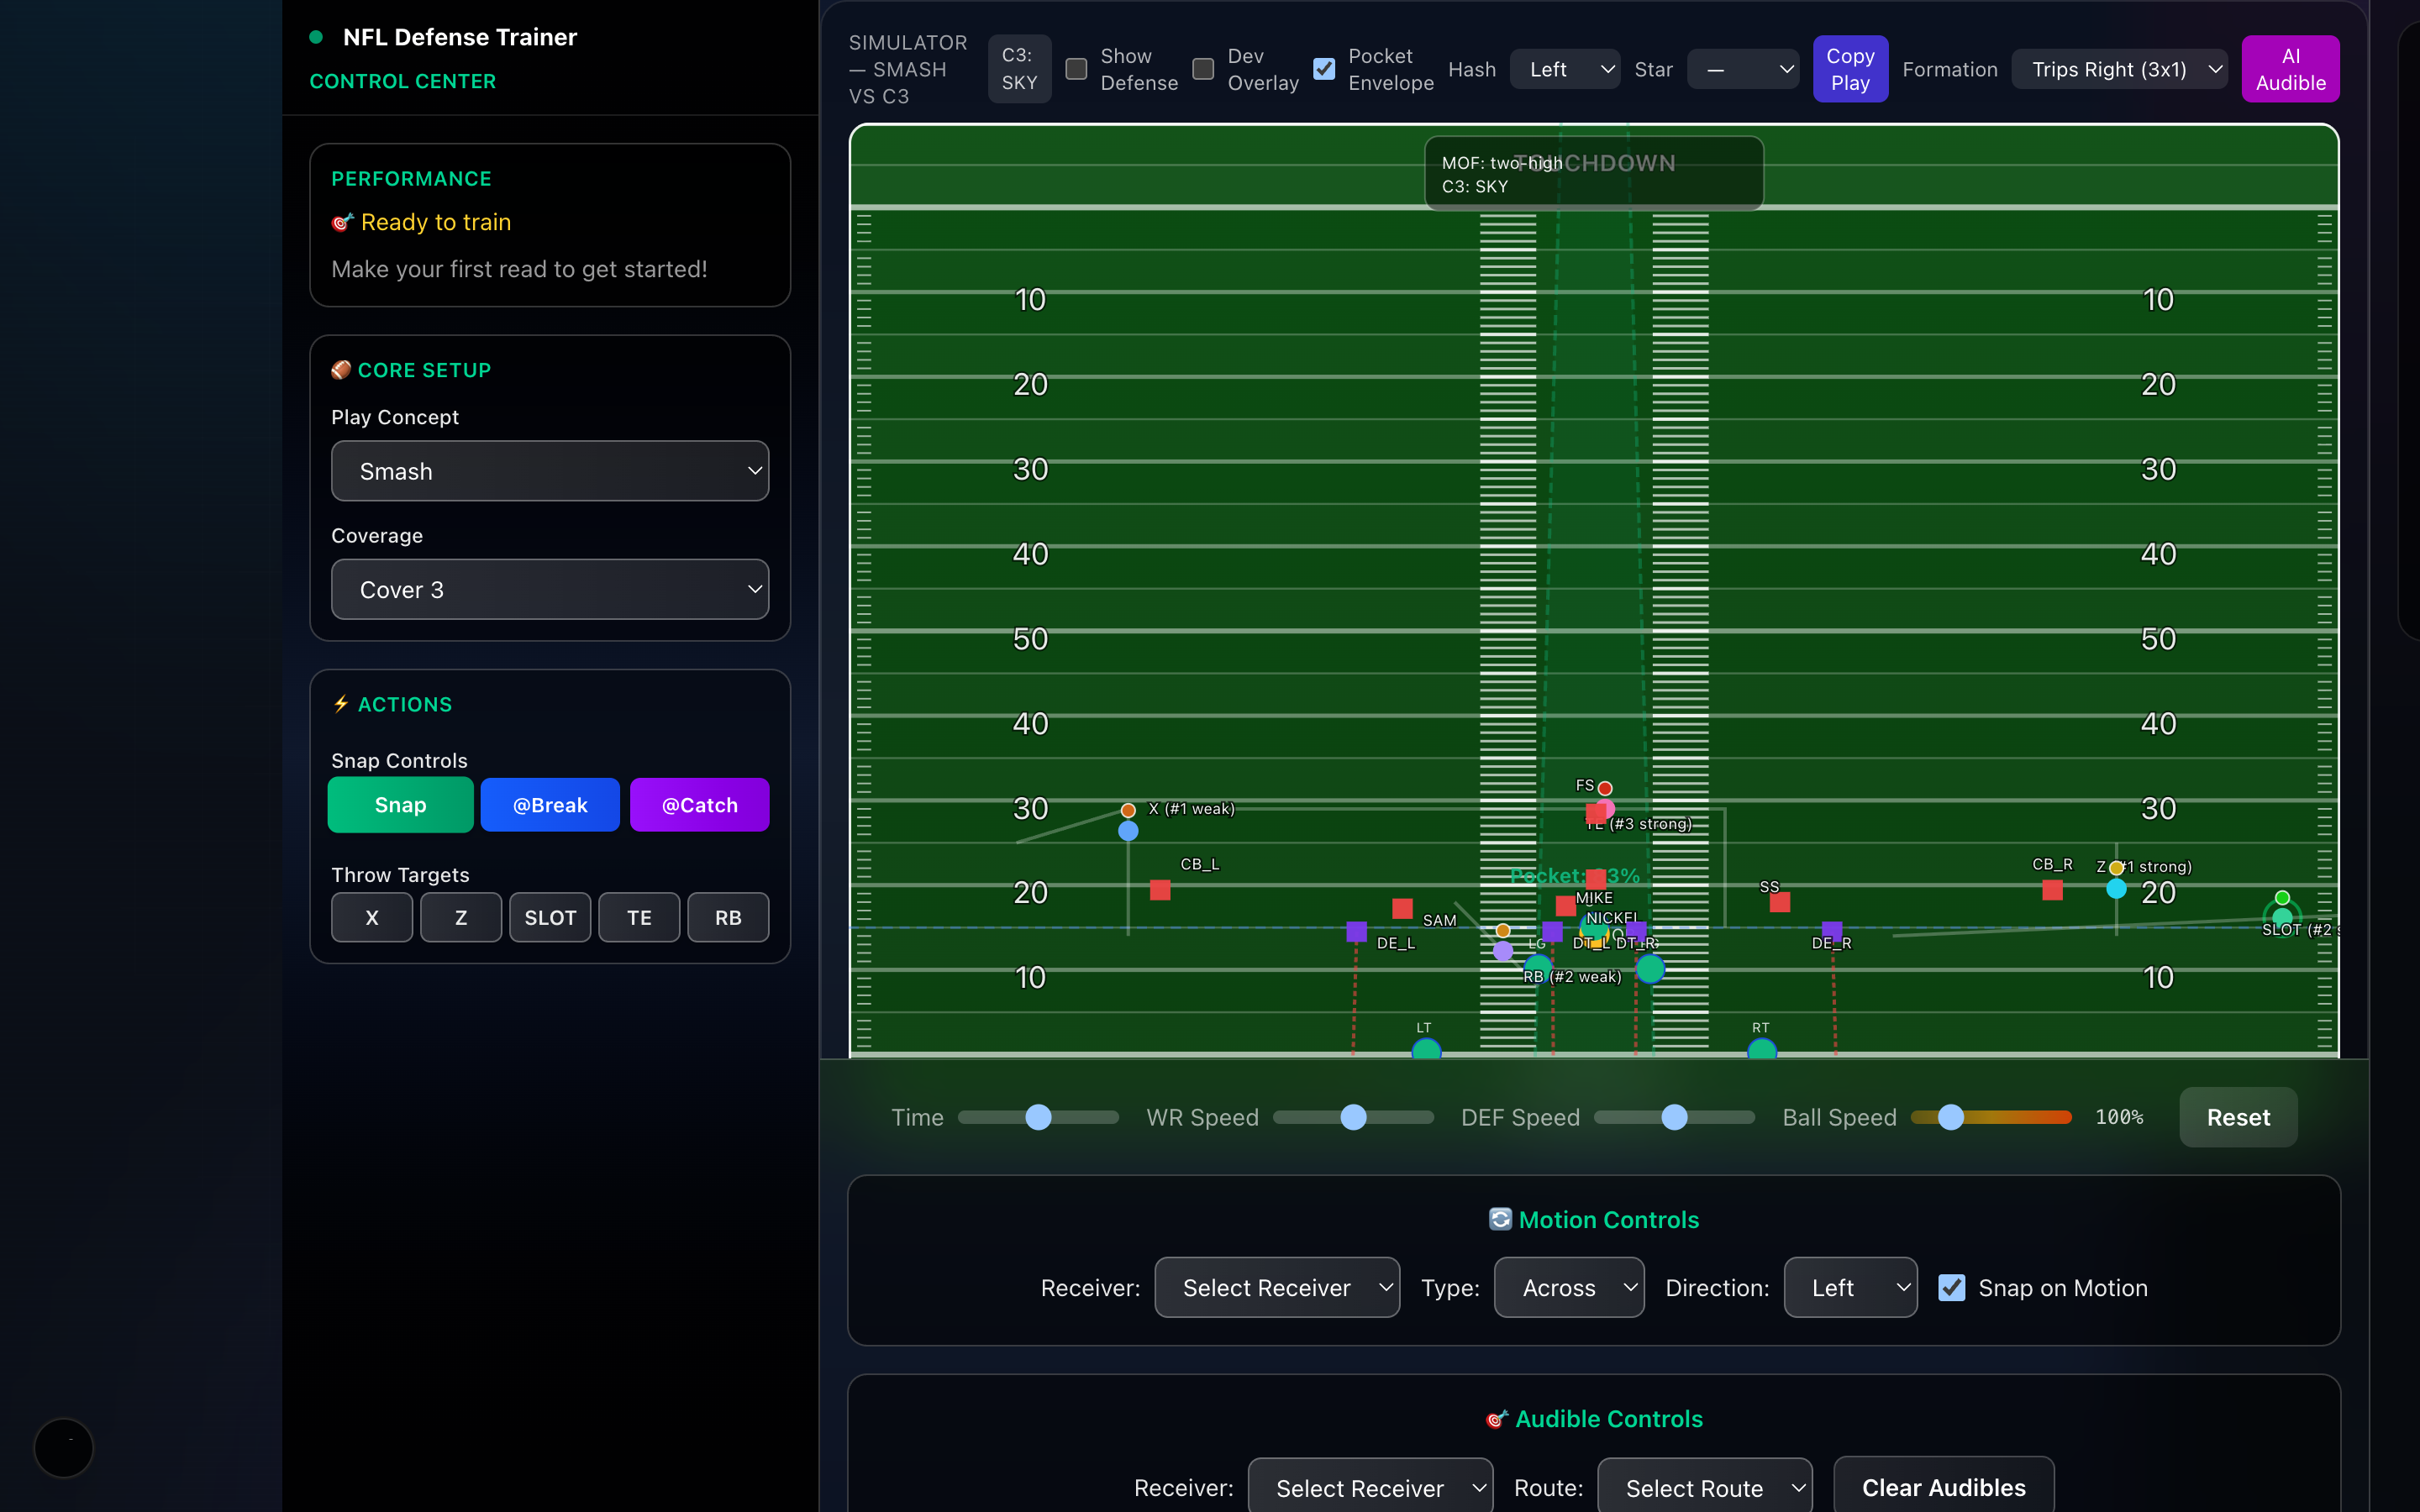 NFL Defense Trainer
CONTROL CENTER
PERFORMANCE
🎯 Ready to train
Make your first read to get started!
🏈 CORE SETUP
Play Concept
Smash
Coverage
Cover 3
⚡ ACTIONS
Snap Controls
Snap @Break @Catch
Throw Targets
X Z SLOT TE RB
SIMULATOR
— SMASH
VS C3
C3:
SKY
Show
Defense
Dev
Overlay
Pocket
Envelope
Hash Left
Star —
Copy
Play
Formation Trips Right (3x1)
AI
Audible
TOUCHDOWN
MOF: two-high
C3: SKY
10 10
20 20
30 30
40 40
50 50
40 40
30 30
20 20
10 10
FS
X (#1 weak)
TE (#3 strong)
CB_L
CB_R
Z (#1 strong)
SS
MIKE
NICKEL
SAM
SLOT (#2
DE_L
LG
DT_L
DT_R
DE_R
RB (#2 weak)
LT
RT
Time WR Speed DEF Speed Ball Speed 100% Reset
🔄 Motion Controls
Receiver: Select Receiver Type: Across Direction: Left Snap on Motion
🎯 Audible Controls
Receiver: Select Receiver Route: Select Route Clear Audibles